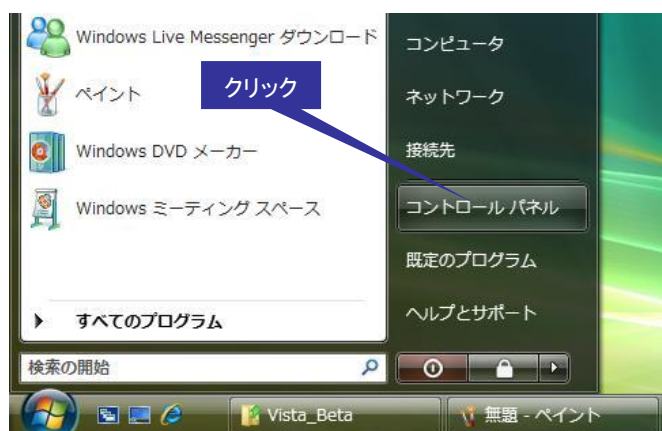 Windows Live Messenger ダウンロード
ペイント
Windows DVD メーカー
Windows ミーティング スペース
すべてのプログラム
検索の開始
クリック
コンピュータ
ネットワーク
接続先
コントロール パネル
既定のプログラム
ヘルプとサポート
Vista_Beta
無題 - ペイント